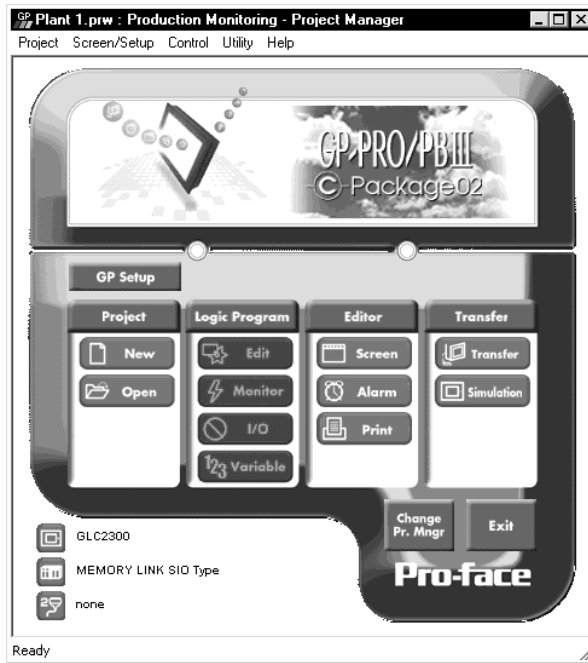 Plant 1.prw : Production Monitoring - Project Manager
Project Screen/Setup Control Utility Help
GP-PRO/PBIII
C-Package02
GP Setup
Project Logic Program Editor Transfer
New Edit Screen Transfer
Open Monitor Alarm Simulation
I/O Print
123 Variable
Change
Pr. Mngr
Exit
GLC2300
MEMORY LINK SIO Type
Pro-face
2 none
Ready